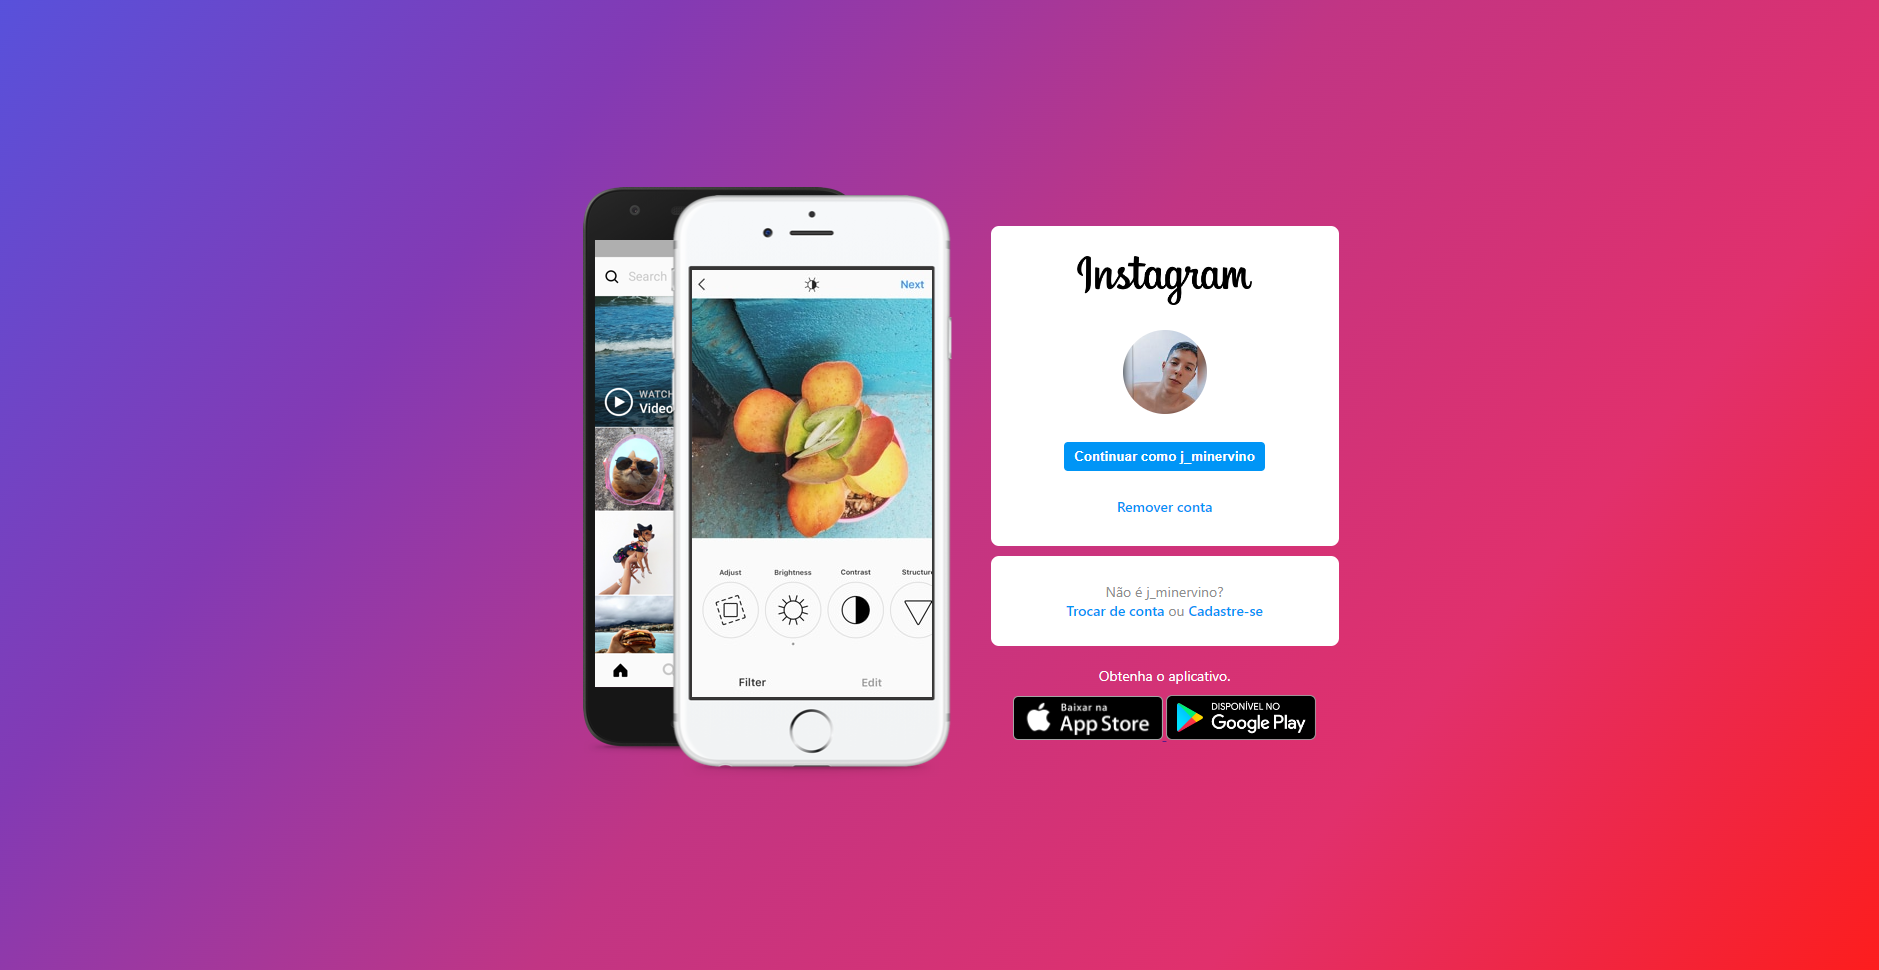 Search
WATCH
Video
Next
Adjust
Brightness
Contrast
Structure
Filter
Edit
Instagram
Continuar como j_minervino
Remover conta
Não é j_minervino?
Trocar de conta ou Cadastre-se
Obtenha o aplicativo.
Baixar na
App Store
DISPONÍVEL NO
Google Play